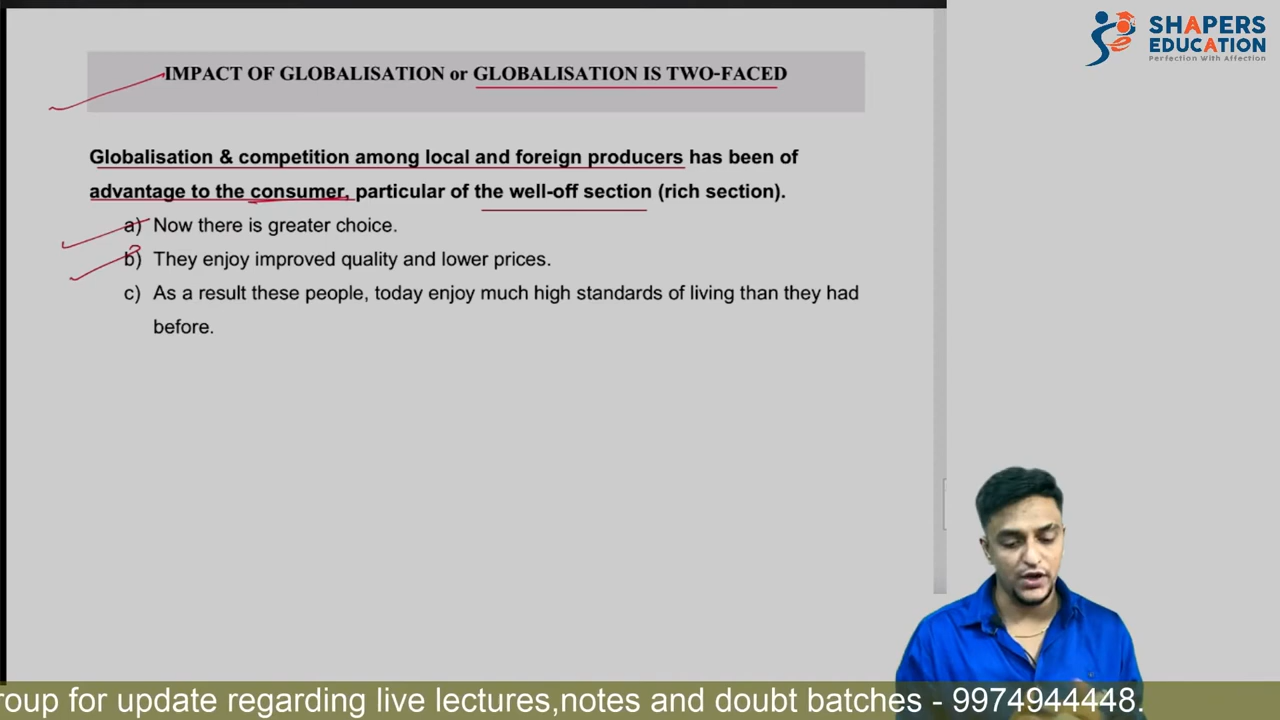 SHAPERS
EDUCATION
Perfection With Affection
IMPACT OF GLOBALISATION or GLOBALISATION IS TWO-FACED
Globalisation & competition among local and foreign producers has been of
advantage to the consumer, particular of the well-off section (rich section).
a) Now there is greater choice.
b) They enjoy improved quality and lower prices.
c) As a result these people, today enjoy much high standards of living than they had
before.
roup for update regarding live lectures,notes and doubt batches - 9974944448.